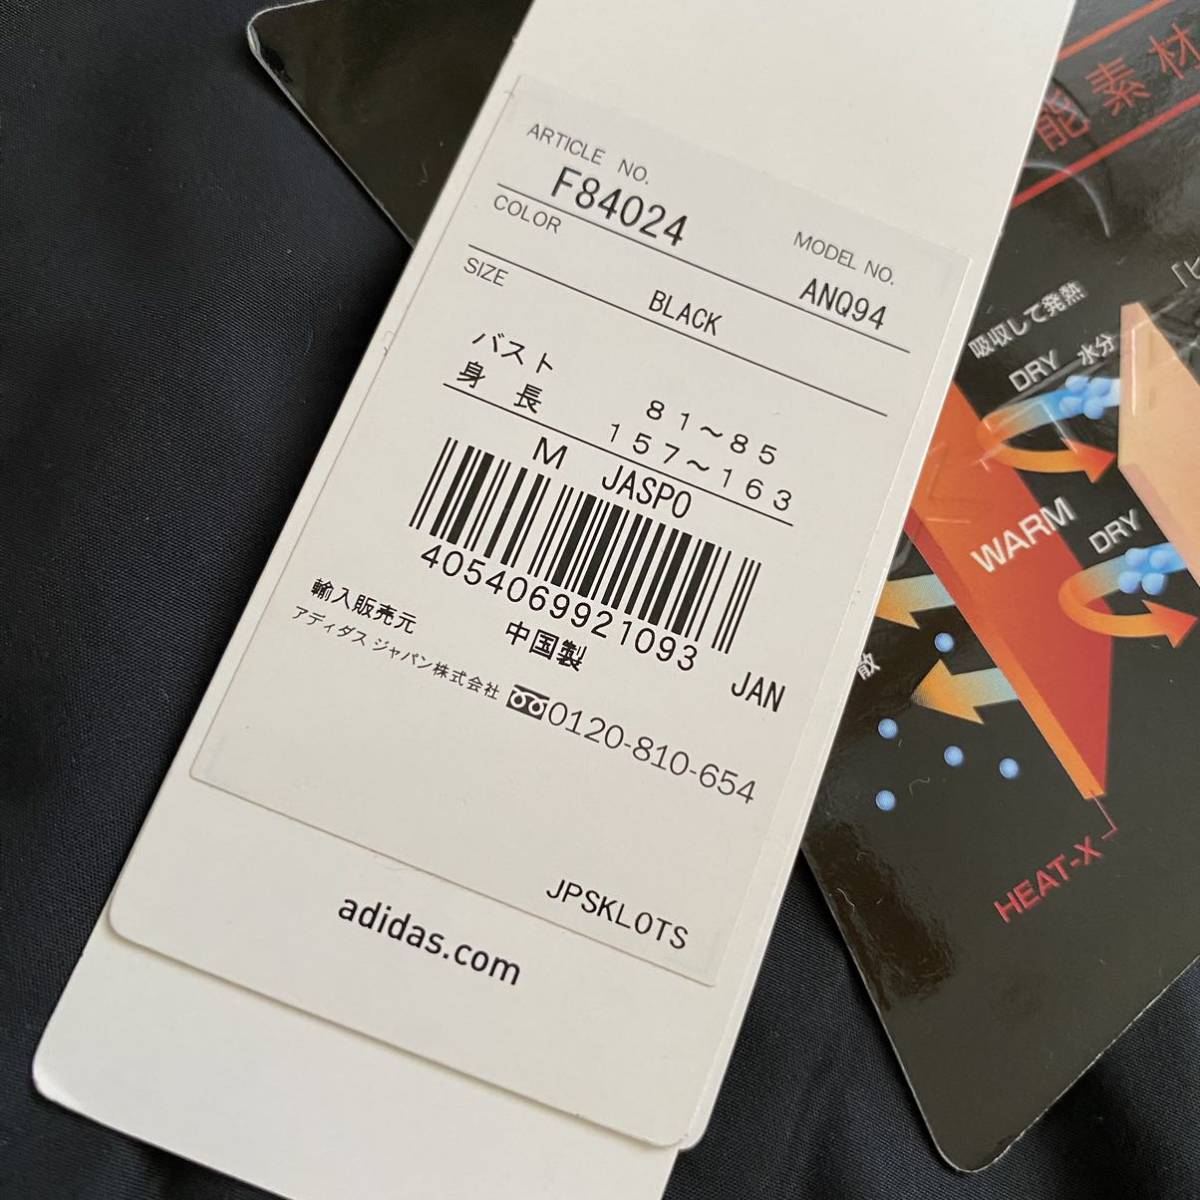 ARTICLE NO.
F84024
MODEL NO.
ANQ94
COLOR
BLACK
SIZE
バスト 81～85
身長 157～163
M JASPO
4054069921093
JAN
中国製
輸入販売元
アディダス ジャパン株式会社
0120-810-654
JPSKLOTS
adidas.com
能素材
吸収して発熱
DRY 水分
WARM
DRY
散
HEAT-X